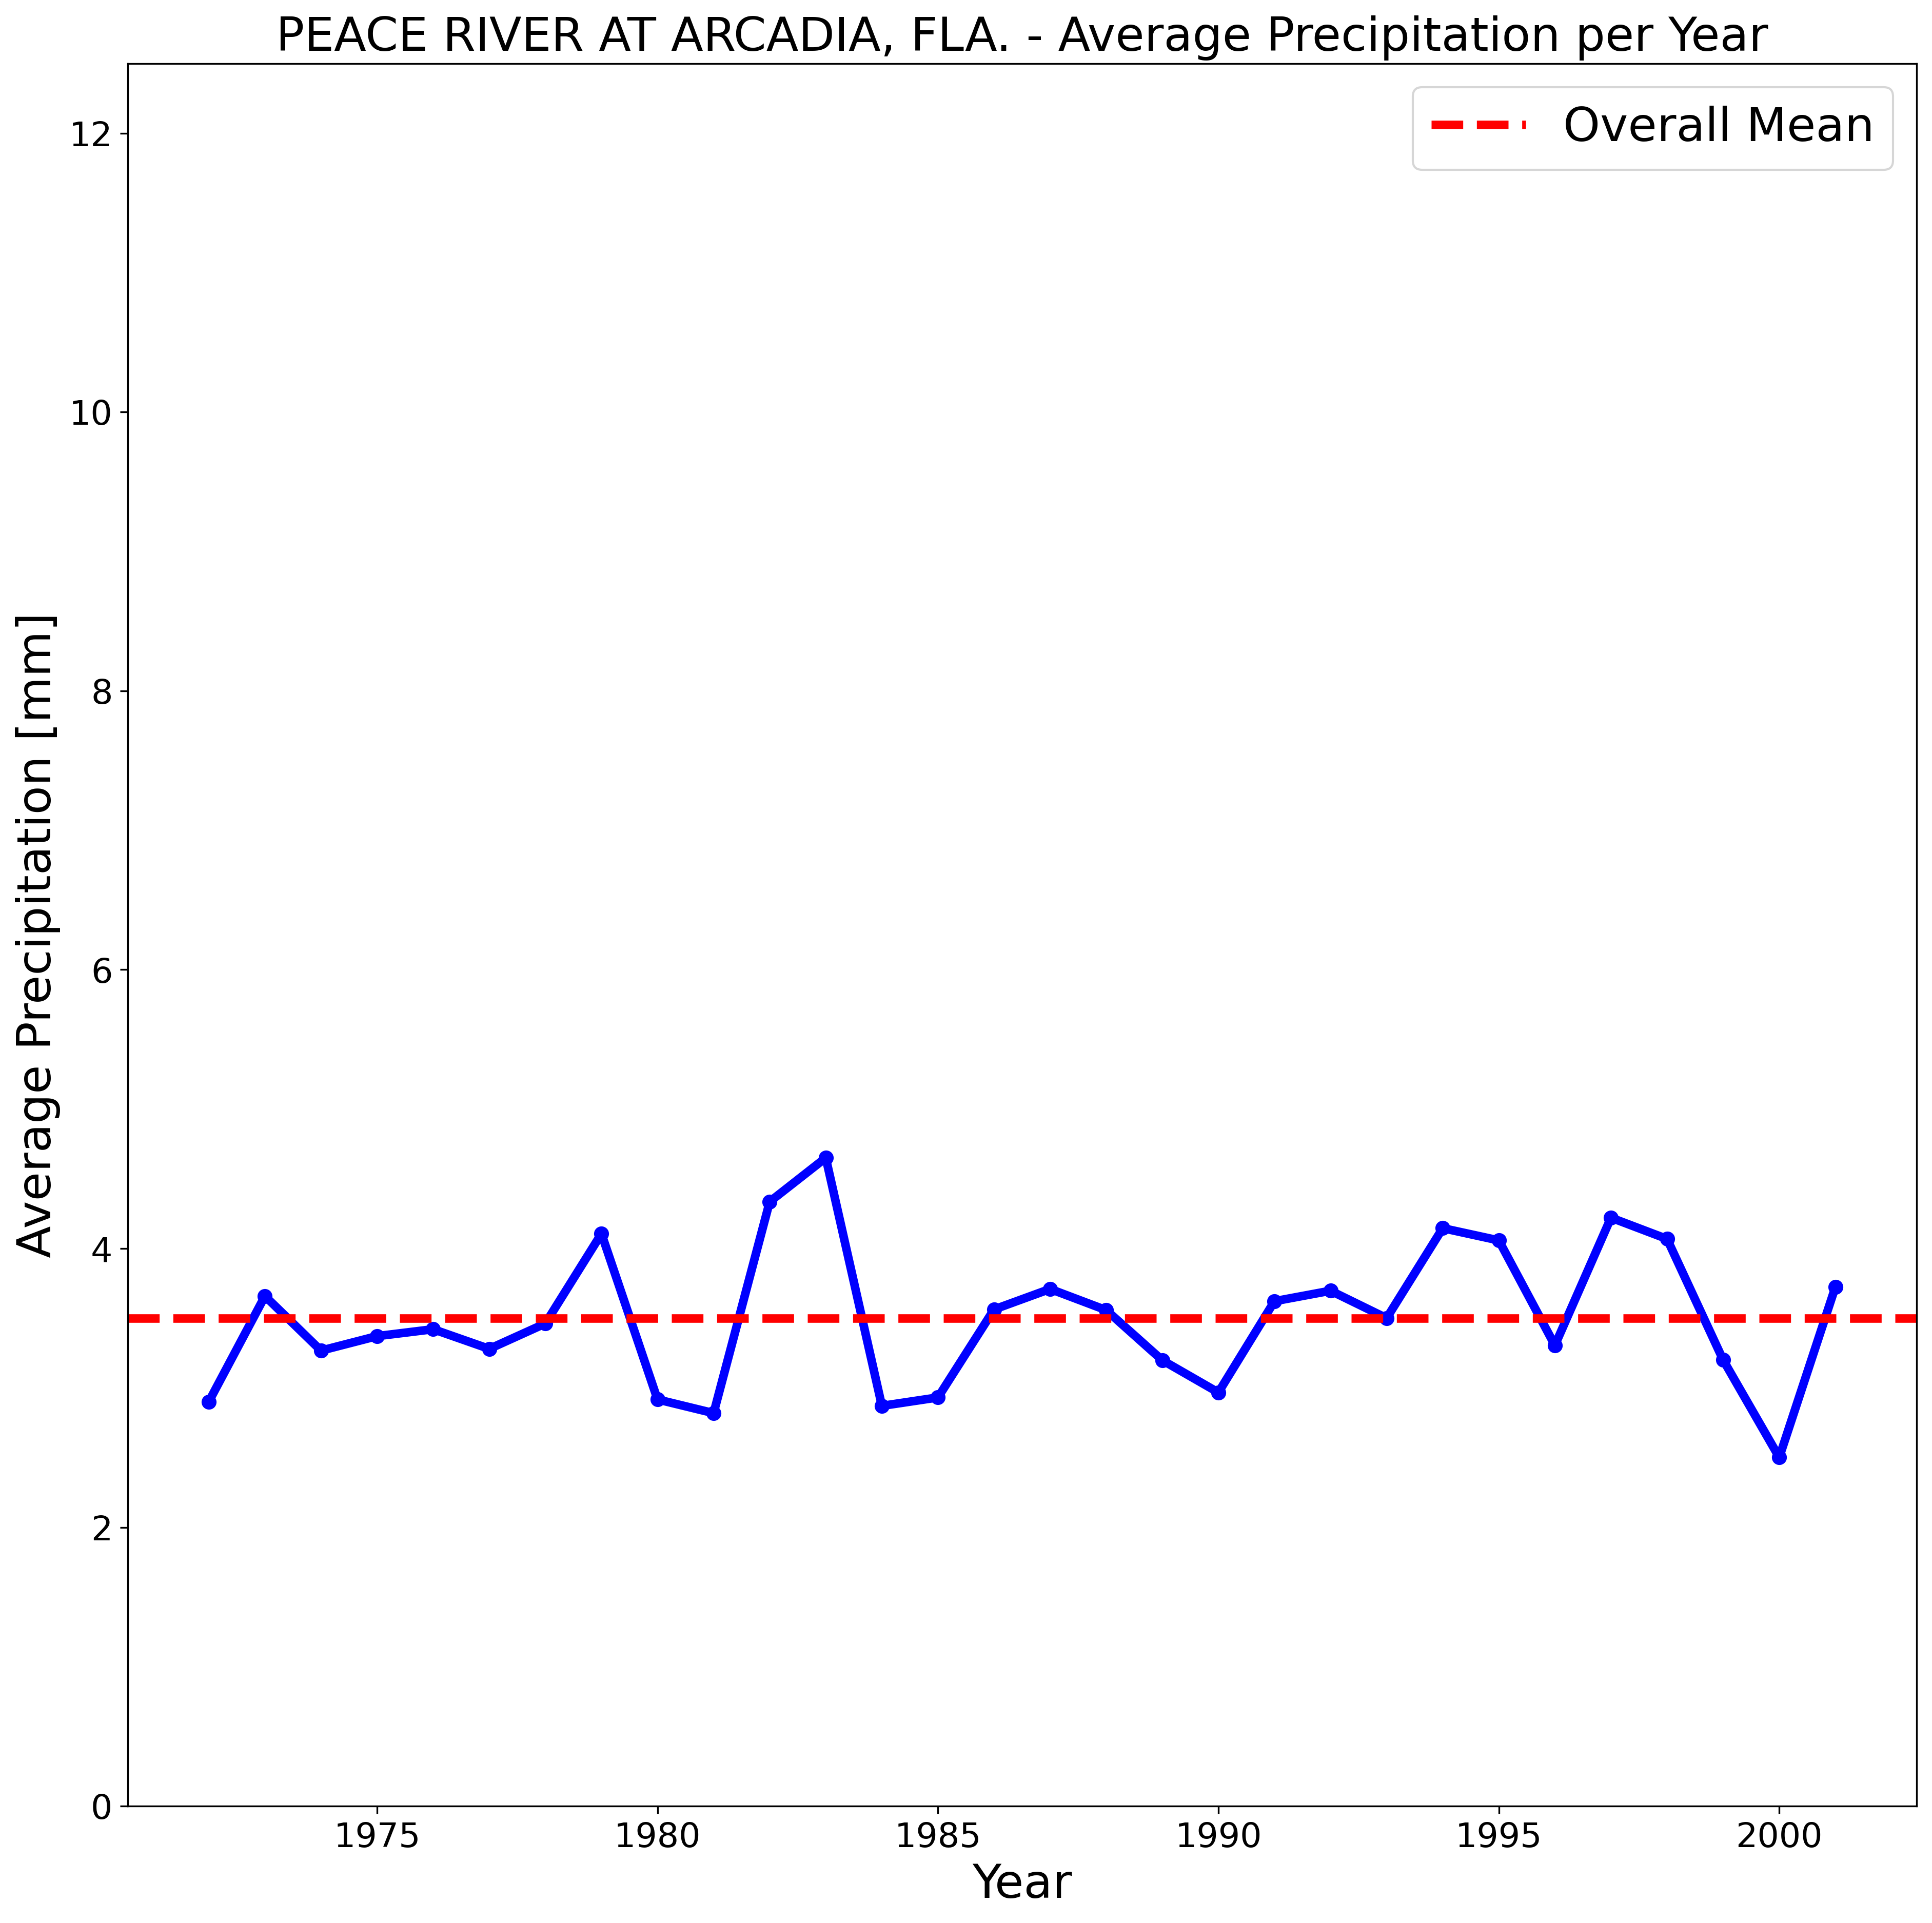 PEACE RIVER AT ARCADIA, FLA. - Average Precipitation per Year
Overall Mean
Average Precipitation [mm]
12
10
8
6
4
2
0
1975 1980 1985 1990 1995 2000
Year